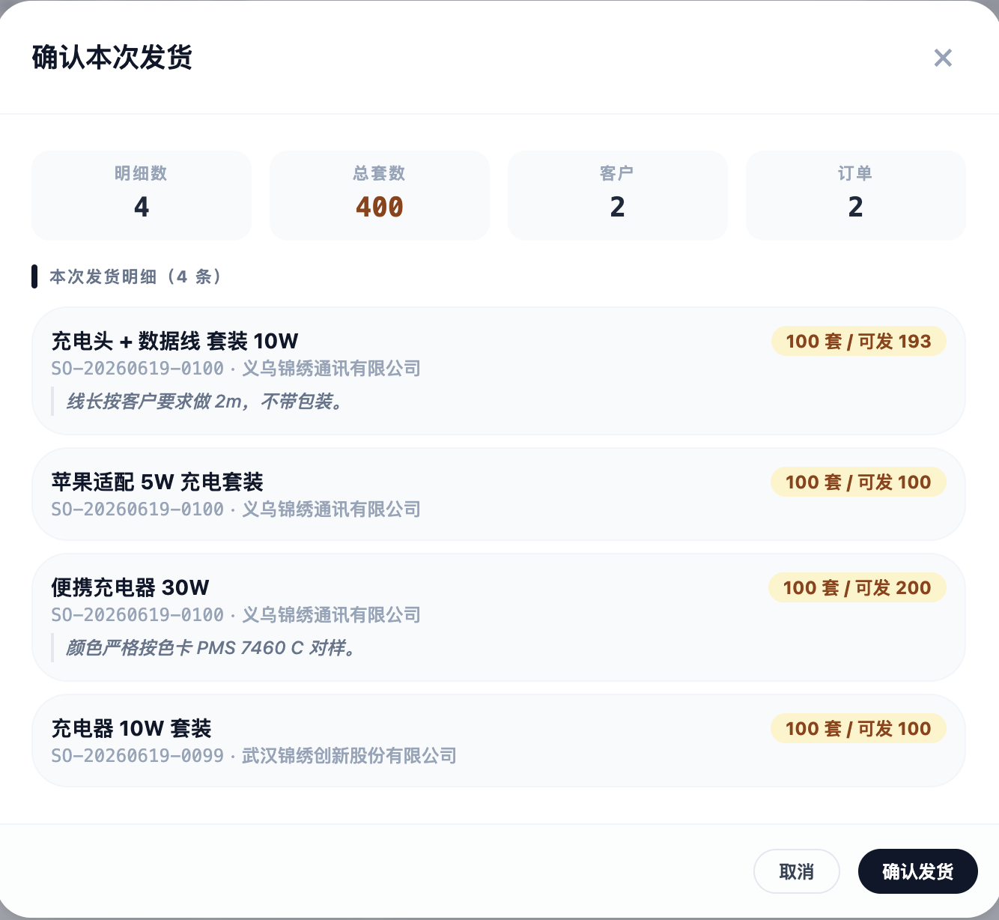 确认本次发货
明细数
4
总套数
400
客户
2
订单
2
本次发货明细（4 条）
充电头 + 数据线 套装 10W
100 套 / 可发 193
SO-20260619-0100 · 义乌锦绣通讯有限公司
线长按客户要求做 2m，不带包装。
苹果适配 5W 充电套装
100 套 / 可发 100
SO-20260619-0100 · 义乌锦绣通讯有限公司
便携充电器 30W
100 套 / 可发 200
SO-20260619-0100 · 义乌锦绣通讯有限公司
颜色严格按色卡 PMS 7460 C 对样。
充电器 10W 套装
100 套 / 可发 100
SO-20260619-0099 · 武汉锦绣创新股份有限公司
取消
确认发货